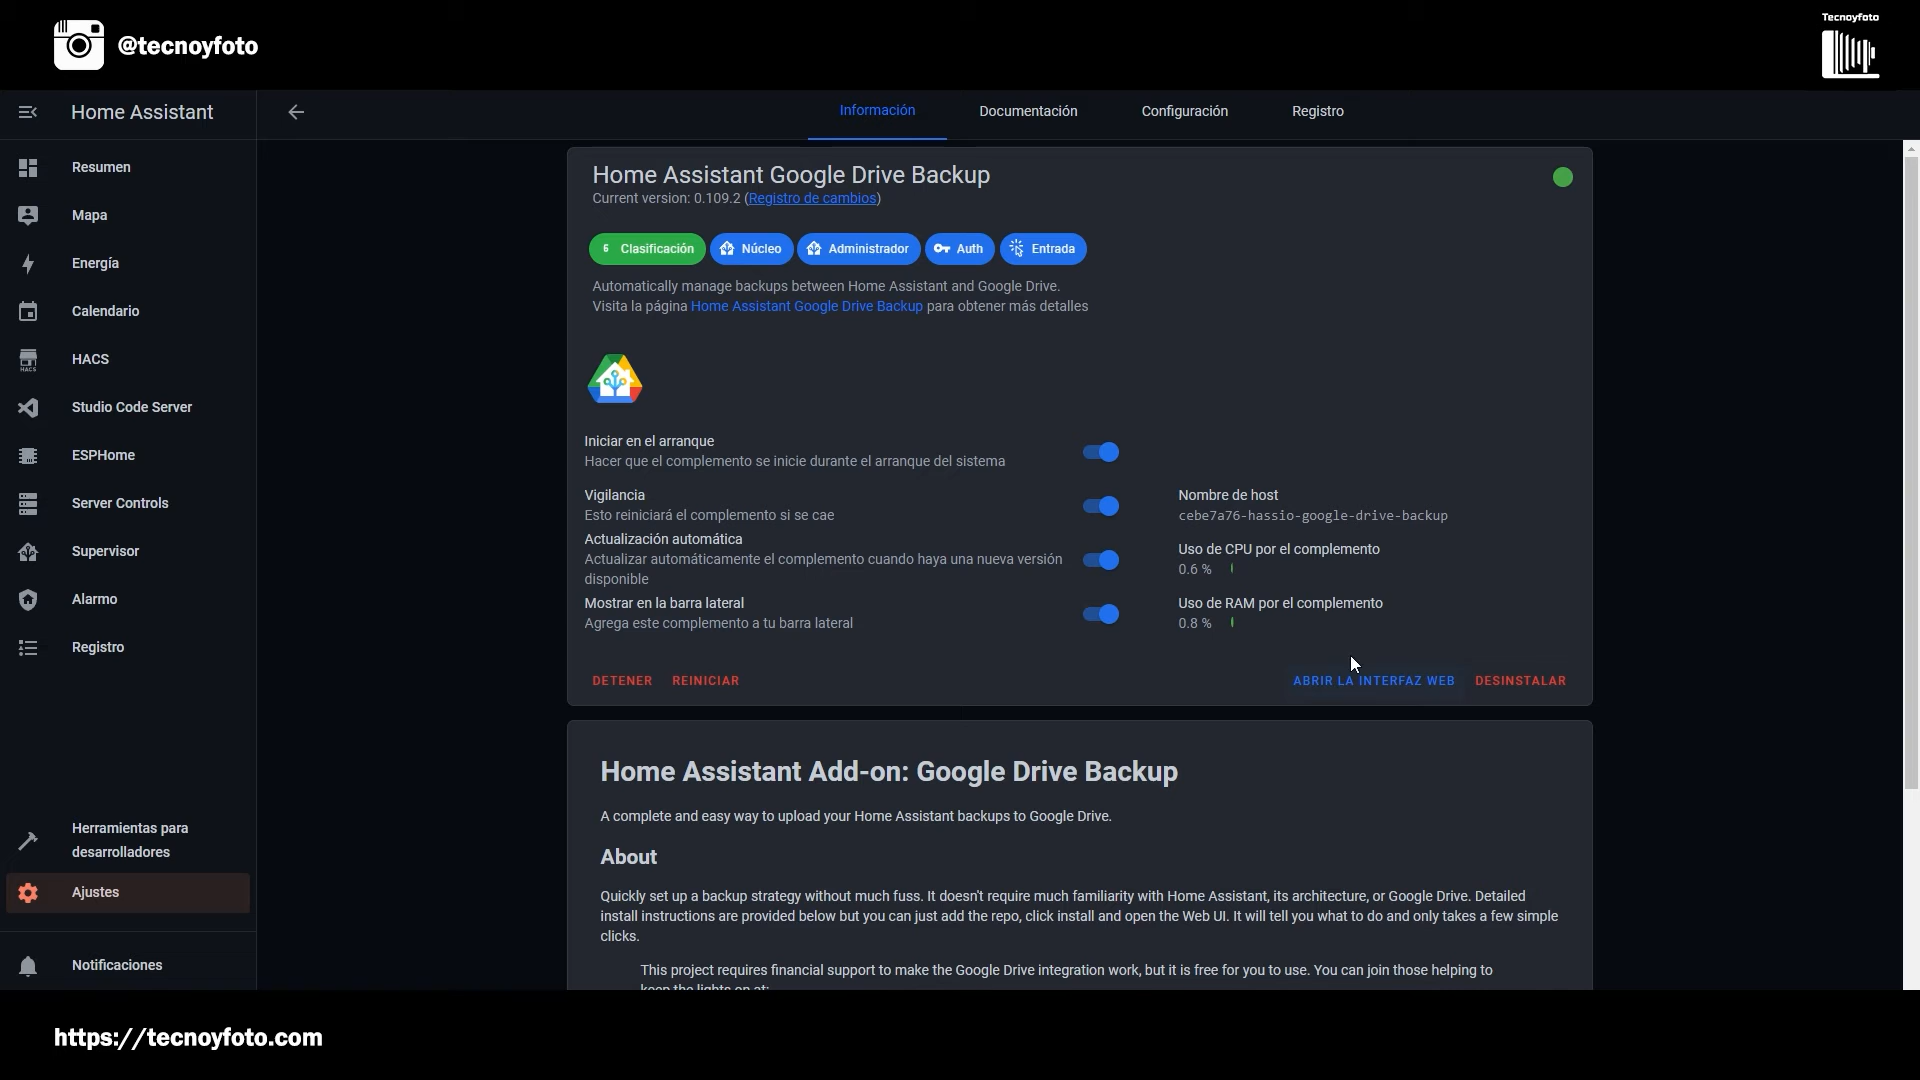 @tecnoyfoto
Tecnoyfoto
Home Assistant
Información
Documentación
Configuración
Registro
Resumen
Mapa
Energía
Calendario
HACS
HACS
Studio Code Server
ESPHome
Server Controls
Supervisor
Alarmo
Registro
Herramientas para
desarrolladores
Ajustes
Notificaciones
Home Assistant Google Drive Backup
Current version: 0.109.2 (Registro de cambios)
Clasificación
Núcleo
Administrador
Auth
Entrada
Automatically manage backups between Home Assistant and Google Drive.
Visita la página Home Assistant Google Drive Backup para obtener más detalles
Iniciar en el arranque
Hacer que el complemento se inicie durante el arranque del sistema
Vigilancia
Esto reiniciará el complemento si se cae
Actualización automática
Actualizar automáticamente el complemento cuando haya una nueva versión
disponible
Mostrar en la barra lateral
Agrega este complemento a tu barra lateral
Nombre de host
cebe7a76-hassio-google-drive-backup
Uso de CPU por el complemento
0.6 %
Uso de RAM por el complemento
0.8 %
DETENER
REINICIAR
ABRIR LA INTERFAZ WEB
DESINSTALAR
Home Assistant Add-on: Google Drive Backup
A complete and easy way to upload your Home Assistant backups to Google Drive.
About
Quickly set up a backup strategy without much fuss. It doesn't require much familiarity with Home Assistant, its architecture, or Google Drive. Detailed
install instructions are provided below but you can just add the repo, click install and open the Web UI. It will tell you what to do and only takes a few simple
clicks.
This project requires financial support to make the Google Drive integration work, but it is free for you to use. You can join those helping to
keep the lights on at:
https://tecnoyfoto.com